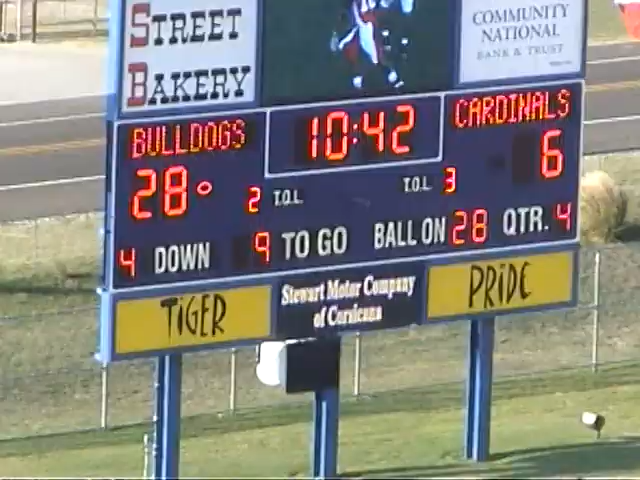 STREET
BAKERY
COMMUNITY
NATIONAL
BANK & TRUST
BULLDOGS 10:42 CARDINALS
28 2 T.O.L. T.O.L. 3 6
4 DOWN 9 TO GO BALL ON 28 QTR. 4
TIGER
Stewart Motor Company
of Corsicana
PRIDE